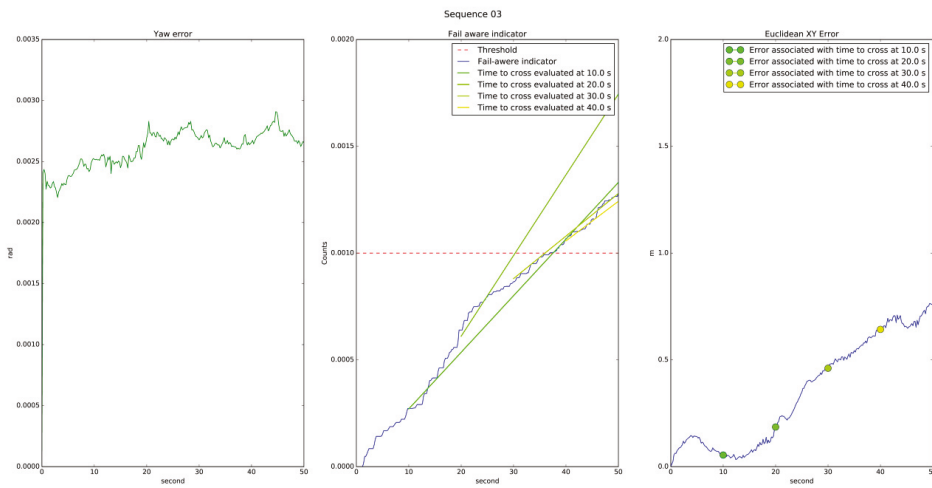 Sequence 03
Yaw error
0.0035
0.0030
0.0025
0.0020
0.0015
0.0010
0.0005
0.0000
rad
0 10 20 30 40 50
second
Fail aware indicator
Threshold
Fail-awere indicator
Time to cross evaluated at 10.0 s
Time to cross evaluated at 20.0 s
Time to cross evaluated at 30.0 s
Time to cross evaluated at 40.0 s
0.0020
0.0015
0.0010
0.0005
0.0000
Counts
0 10 20 30 40 50
second
Euclidean XY Error
Error associated with time to cross at 10.0 s
Error associated with time to cross at 20.0 s
Error associated with time to cross at 30.0 s
Error associated with time to cross at 40.0 s
2.0
1.5
1.0
0.5
0.0
m
0 10 20 30 40 50
second